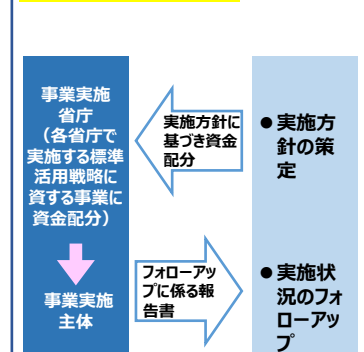 事業実施
省庁
（各省庁で
実施する標準
活用戦略に
資する事業に
資金配分）
事業実施
主体
実施方針に
基づき資金
配分
フォローアッ
プに係る報
告書
●実施方
針の策
定
●実施状
況のフォ
ローアッ
プ